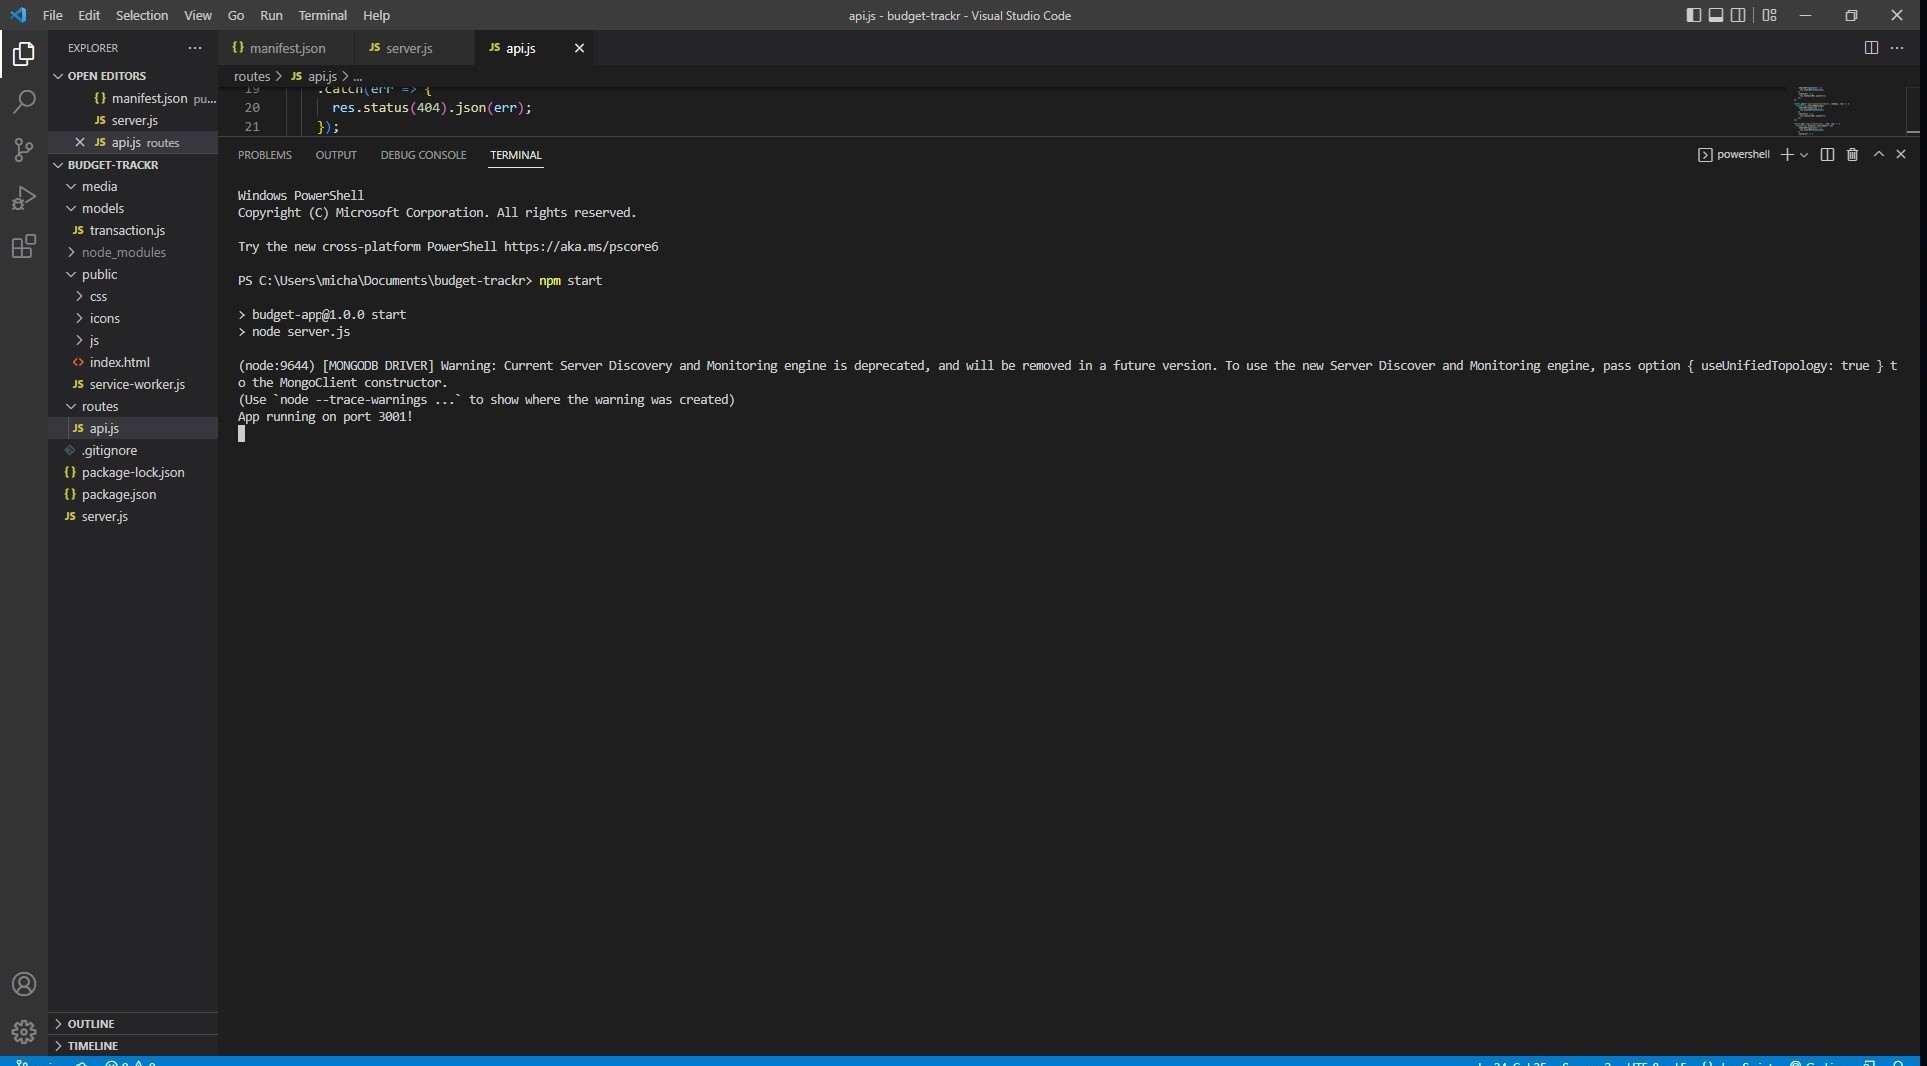 File Edit Selection View Go Run Terminal Help
api.js - budget-trackr - Visual Studio Code
EXPLORER
OPEN EDITORS
{} manifest.json pu...
JS server.js
JS api.js routes
BUDGET-TRACKR
media
models
JS transaction.js
node_modules
public
css
icons
js
<> index.html
JS service-worker.js
routes
JS api.js
.gitignore
{} package-lock.json
{} package.json
JS server.js
OUTLINE
TIMELINE
{} manifest.json JS server.js JS api.js
routes > JS api.js > ...
19 .catch(err => {
20 res.status(404).json(err);
21 });
PROBLEMS OUTPUT DEBUG CONSOLE TERMINAL
powershell
Windows PowerShell
Copyright (C) Microsoft Corporation. All rights reserved.
Try the new cross-platform PowerShell https://aka.ms/pscore6
PS C:\Users\micha\Documents\budget-trackr> npm start
> budget-app@1.0.0 start
> node server.js
(node:9644) [MONGODB DRIVER] Warning: Current Server Discovery and Monitoring engine is deprecated, and will be removed in a future version. To use the new Server Discover and Monitoring engine, pass option { useUnifiedTopology: true } t
o the MongoClient constructor.
(Use `node --trace-warnings ...` to show where the warning was created)
App running on port 3001!